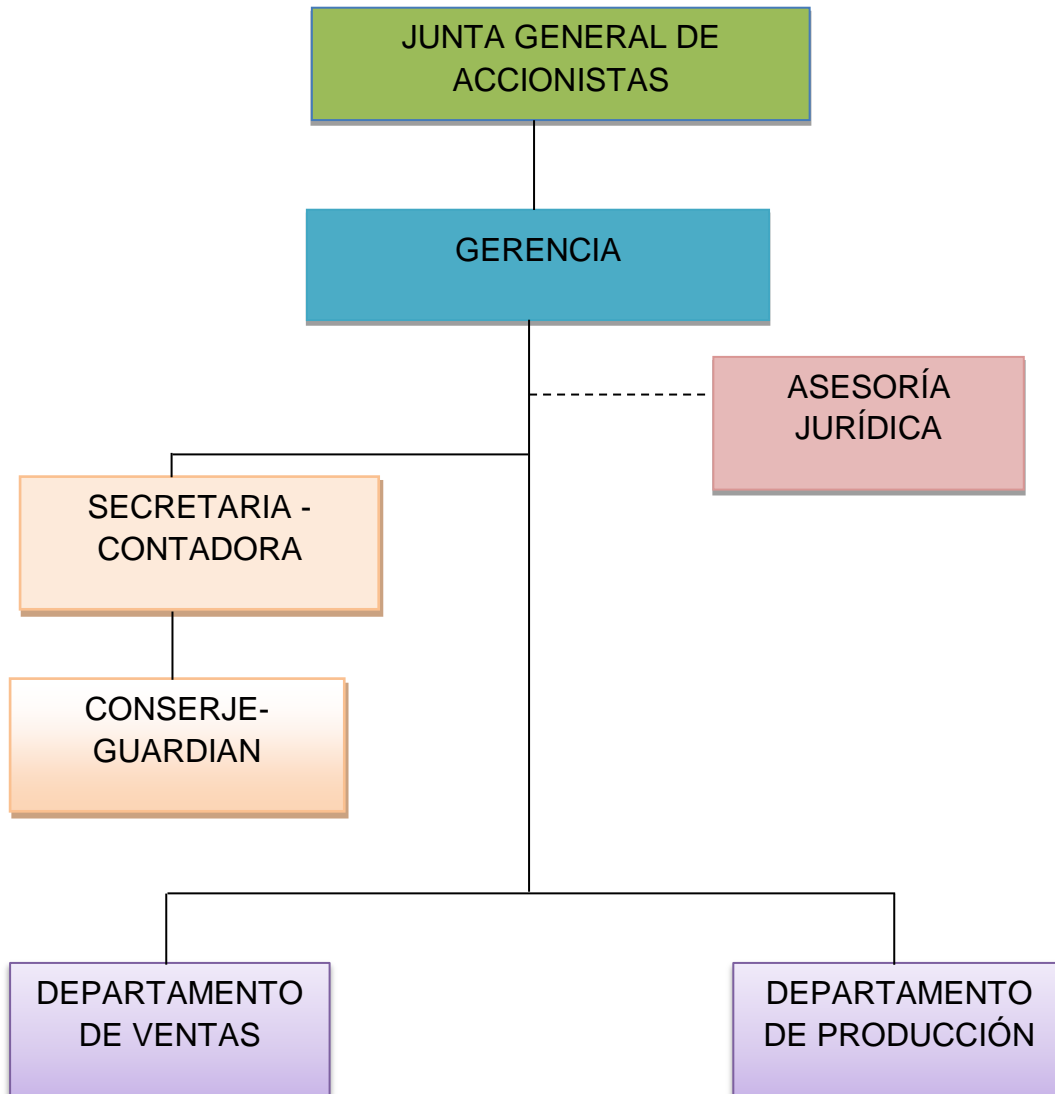 JUNTA GENERAL DE
ACCIONISTAS
GERENCIA
ASESORÍA
JURÍDICA
SECRETARIA -
CONTADORA
CONSERJE-
GUARDIAN
DEPARTAMENTO
DE VENTAS
DEPARTAMENTO
DE PRODUCCIÓN